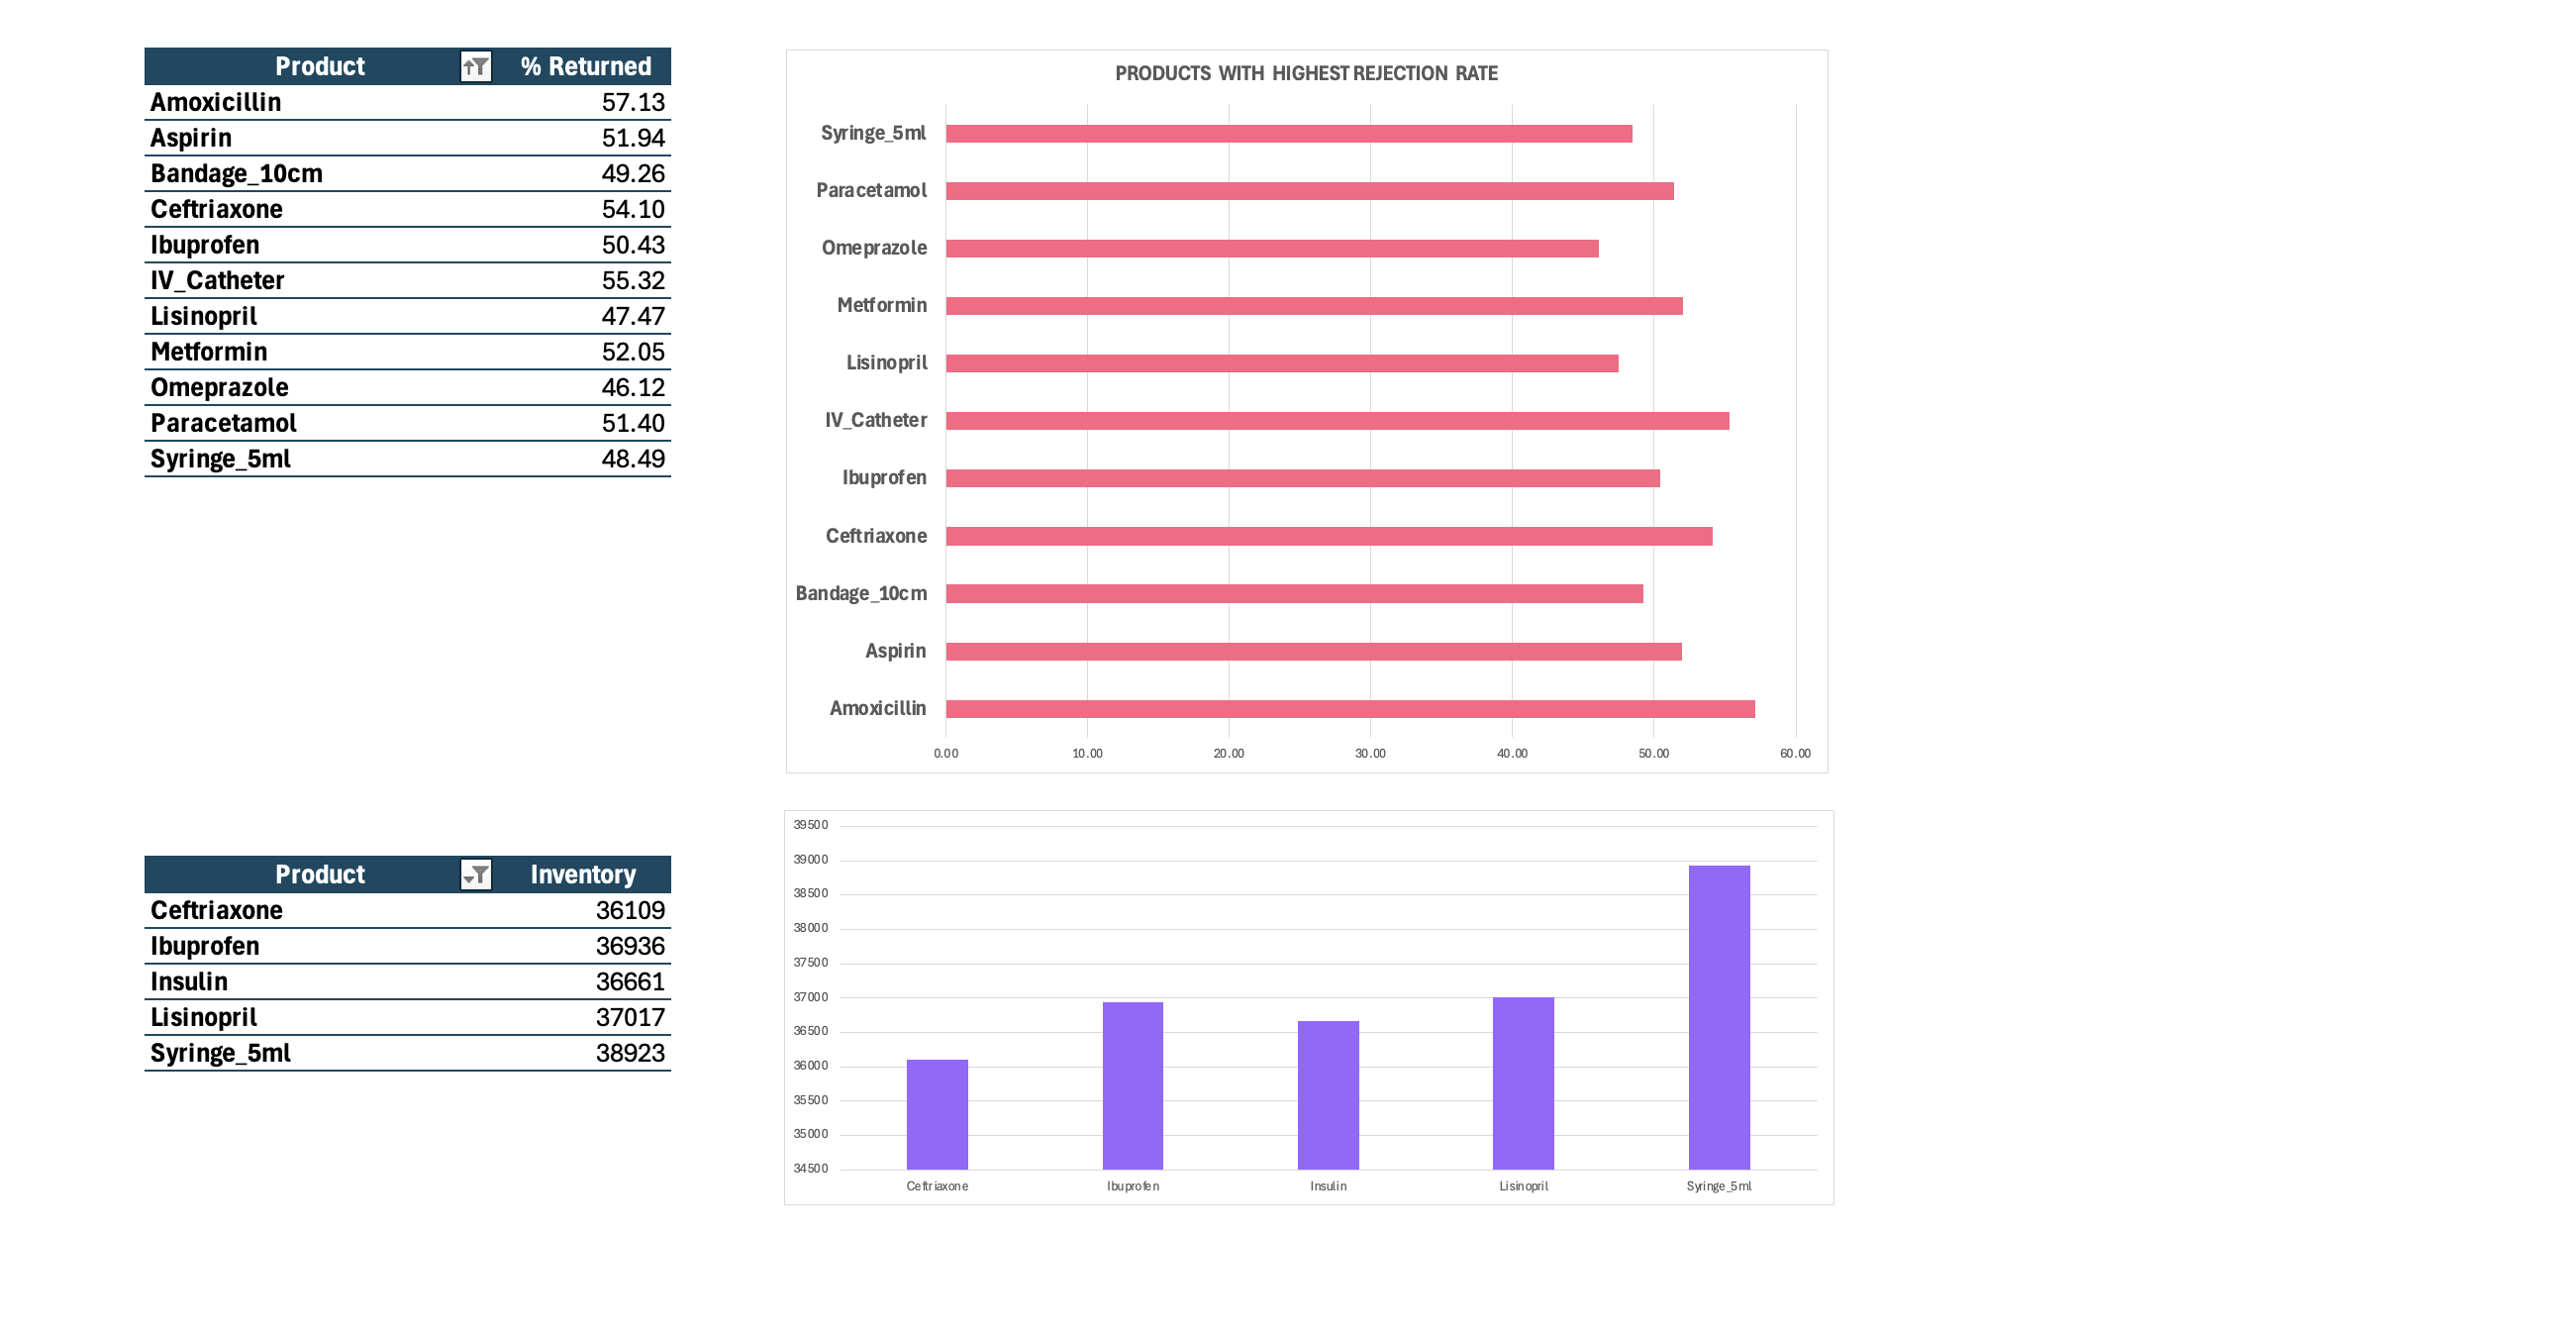 Product % Returned
Amoxicillin 57.13
Aspirin 51.94
Bandage_10cm 49.26
Ceftriaxone 54.10
Ibuprofen 50.43
IV_Catheter 55.32
Lisinopril 47.47
Metformin 52.05
Omeprazole 46.12
Paracetamol 51.40
Syringe_5ml 48.49
PRODUCTS WITH HIGHEST REJECTION RATE
Syringe_5ml
Paracetamol
Omeprazole
Metformin
Lisinopril
IV_Catheter
Ibuprofen
Ceftriaxone
Bandage_10cm
Aspirin
Amoxicillin
0.00 10.00 20.00 30.00 40.00 50.00 60.00
Product Inventory
Ceftriaxone 36109
Ibuprofen 36936
Insulin 36661
Lisinopril 37017
Syringe_5ml 38923
39500
39000
38500
38000
37500
37000
36500
36000
35500
35000
34500
Ceftriaxone Ibuprofen Insulin Lisinopril Syringe_5ml